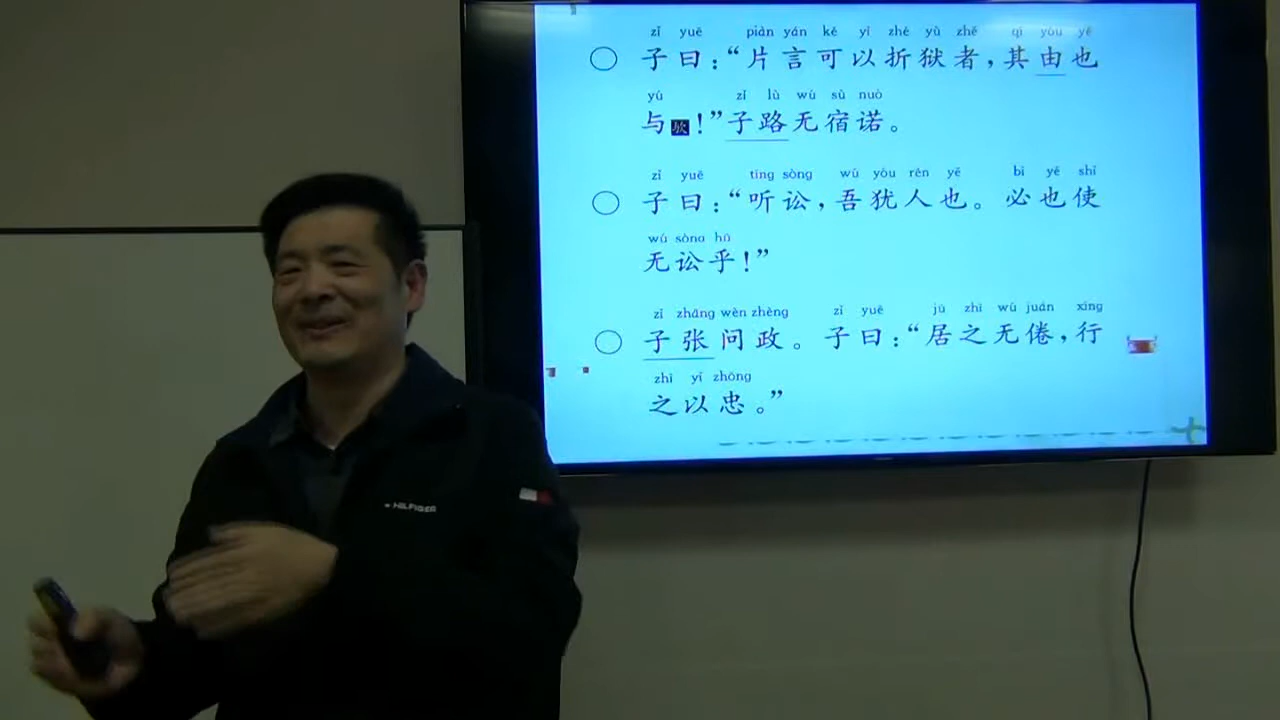 zǐ yuē piàn yán kě yǐ zhé yù zhě qí yóu yě
○ 子曰：“片言可以折狱者，其由也
yú zǐ lù wú sù nuò
与欤！”子路无宿诺。
zǐ yuē tīng sòng wú yóu rén yě bì yě shǐ
○ 子曰：“听讼，吾犹人也。必也使
wú sòng hū
无讼乎！”
zǐ zhāng wèn zhèng zǐ yuē jū zhī wú juàn xíng
○ 子张问政。子曰：“居之无倦，行
zhī yǐ zhōng
之以忠。”
HILFIGER